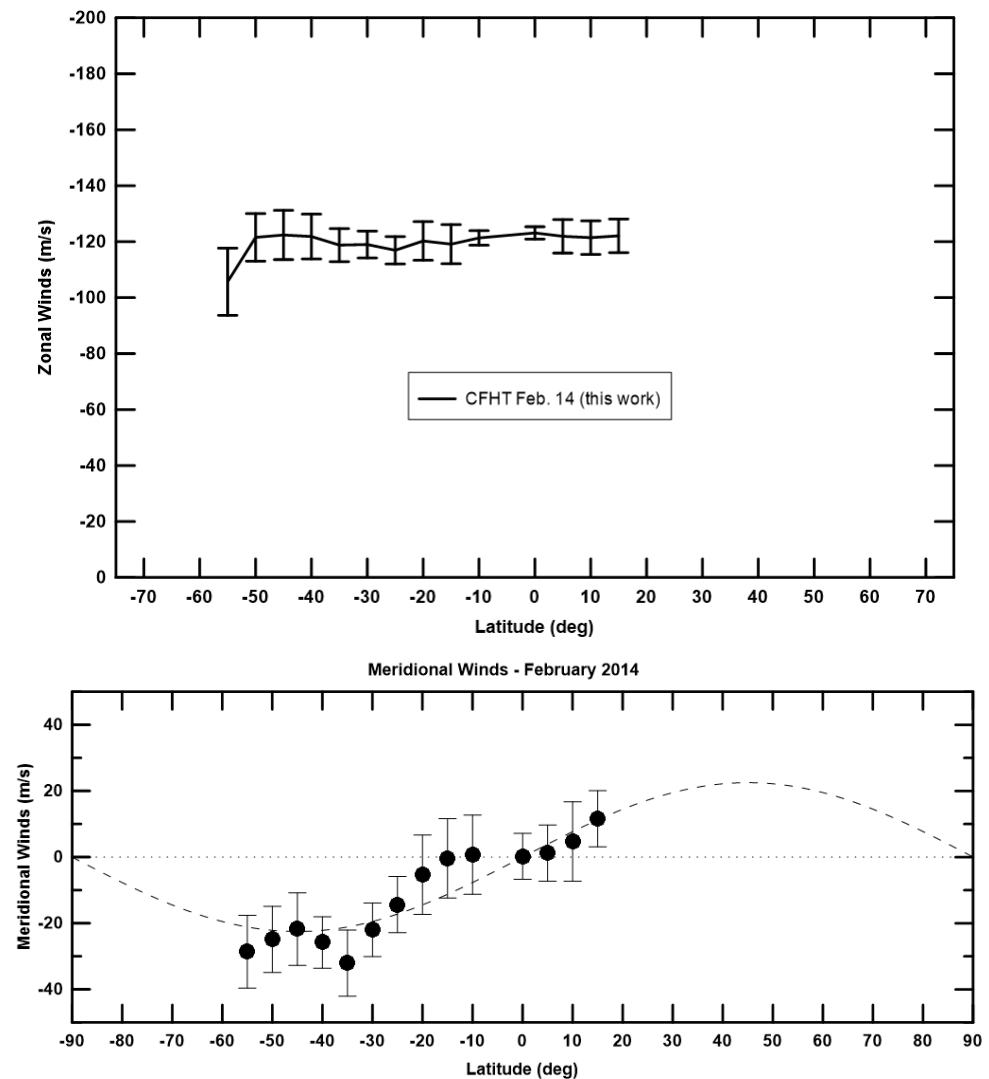 -200
-180
-160
-140
-120
-100
-80
-60
-40
-20
0
Zonal Winds (m/s)
CFHT Feb. 14 (this work)
-70 -60 -50 -40 -30 -20 -10 0 10 20 30 40 50 60 70
Latitude (deg)
Meridional Winds - February 2014
40
20
0
-20
-40
Meridional Winds (m/s)
-90 -80 -70 -60 -50 -40 -30 -20 -10 0 10 20 30 40 50 60 70 80 90
Latitude (deg)